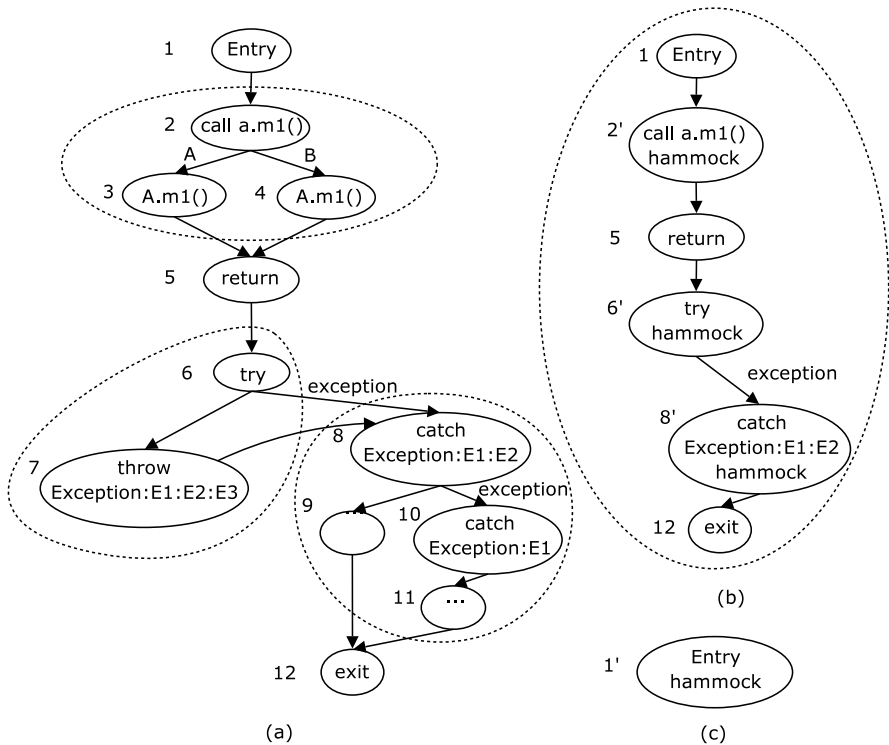 1
Entry
2
call a.m1()
A
B
3
A.m1()
4
A.m1()
5
return
6
try
exception
7
throw
Exception:E1:E2:E3
8
catch
Exception:E1:E2
9
...
exception
10
catch
Exception:E1
11
...
12
exit
(a)
1
Entry
2'
call a.m1()
hammock
5
return
6'
try
hammock
exception
8'
catch
Exception:E1:E2
hammock
12
exit
(b)
1'
Entry
hammock
(c)